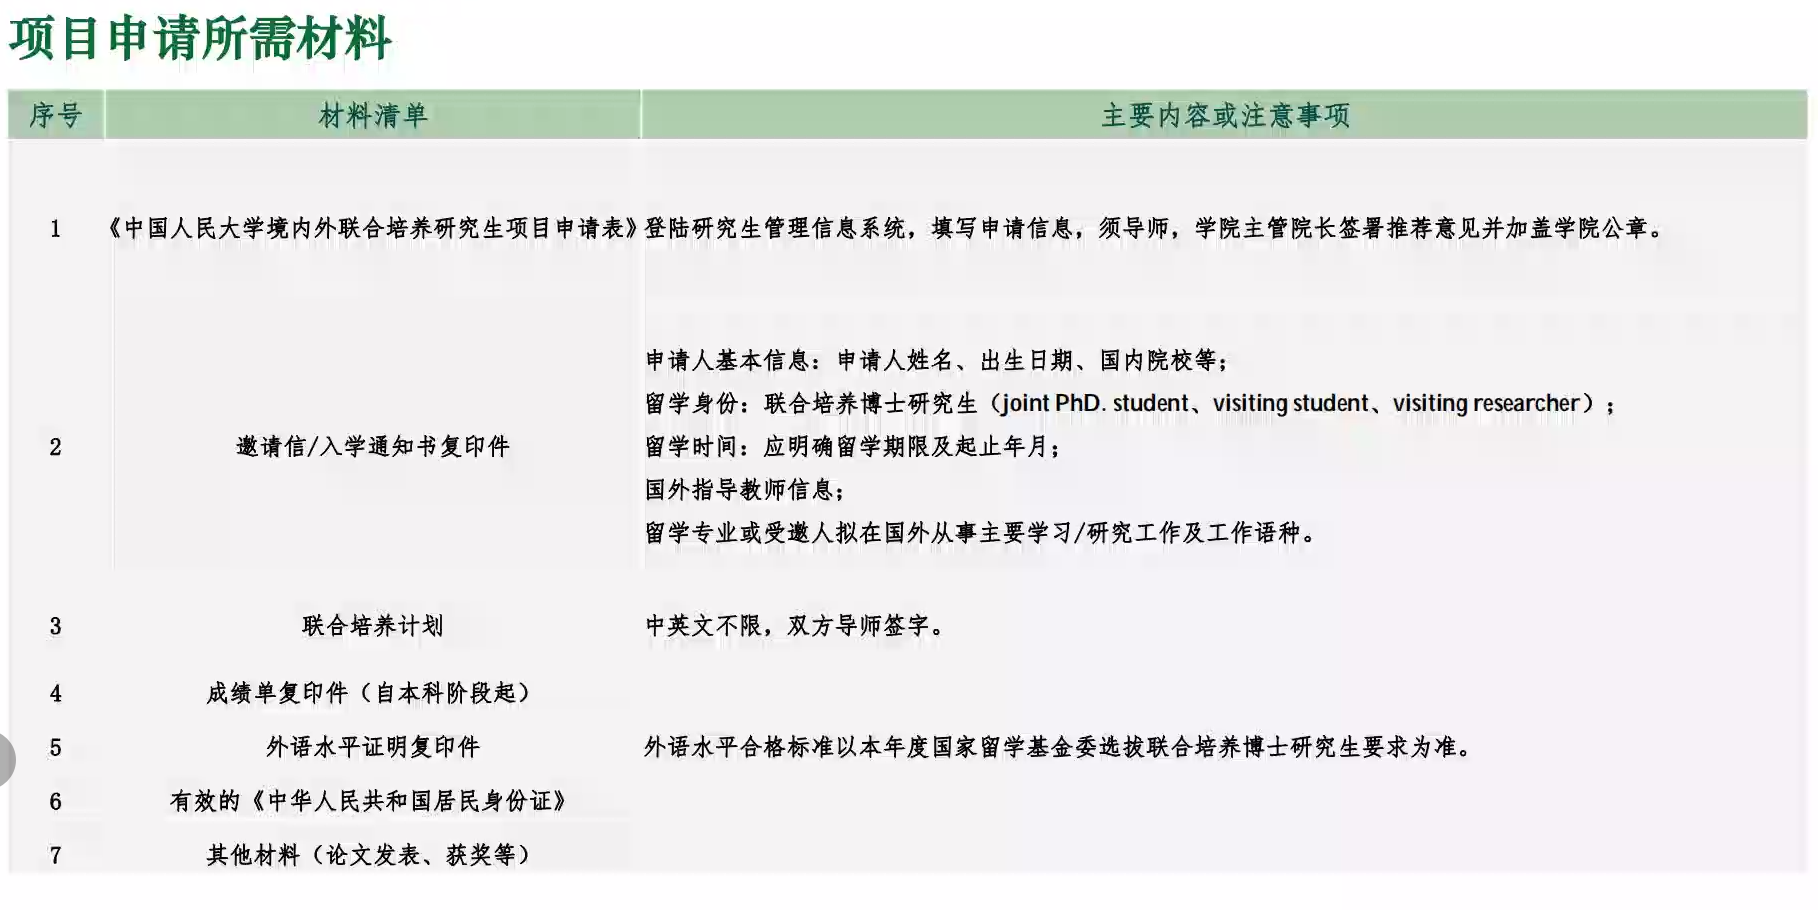 项目申请所需材料
序号 材料清单 主要内容或注意事项
1 《中国人民大学境内外联合培养研究生项目申请表》 登陆研究生管理信息系统，填写申请信息，须导师，学院主管院长签署推荐意见并加盖学院公章。
申请人基本信息：申请人姓名、出生日期、国内院校等；
留学身份：联合培养博士研究生（joint PhD. student、visiting student、visiting researcher）；
2 邀请信/入学通知书复印件 留学时间：应明确留学期限及起止年月；
国外指导教师信息；
留学专业或受邀人拟在国外从事主要学习/研究工作及工作语种。
3 联合培养计划 中英文不限，双方导师签字。
4 成绩单复印件（自本科阶段起）
5 外语水平证明复印件 外语水平合格标准以本年度国家留学基金委选拔联合培养博士研究生要求为准。
6 有效的《中华人民共和国居民身份证》
7 其他材料（论文发表、获奖等）